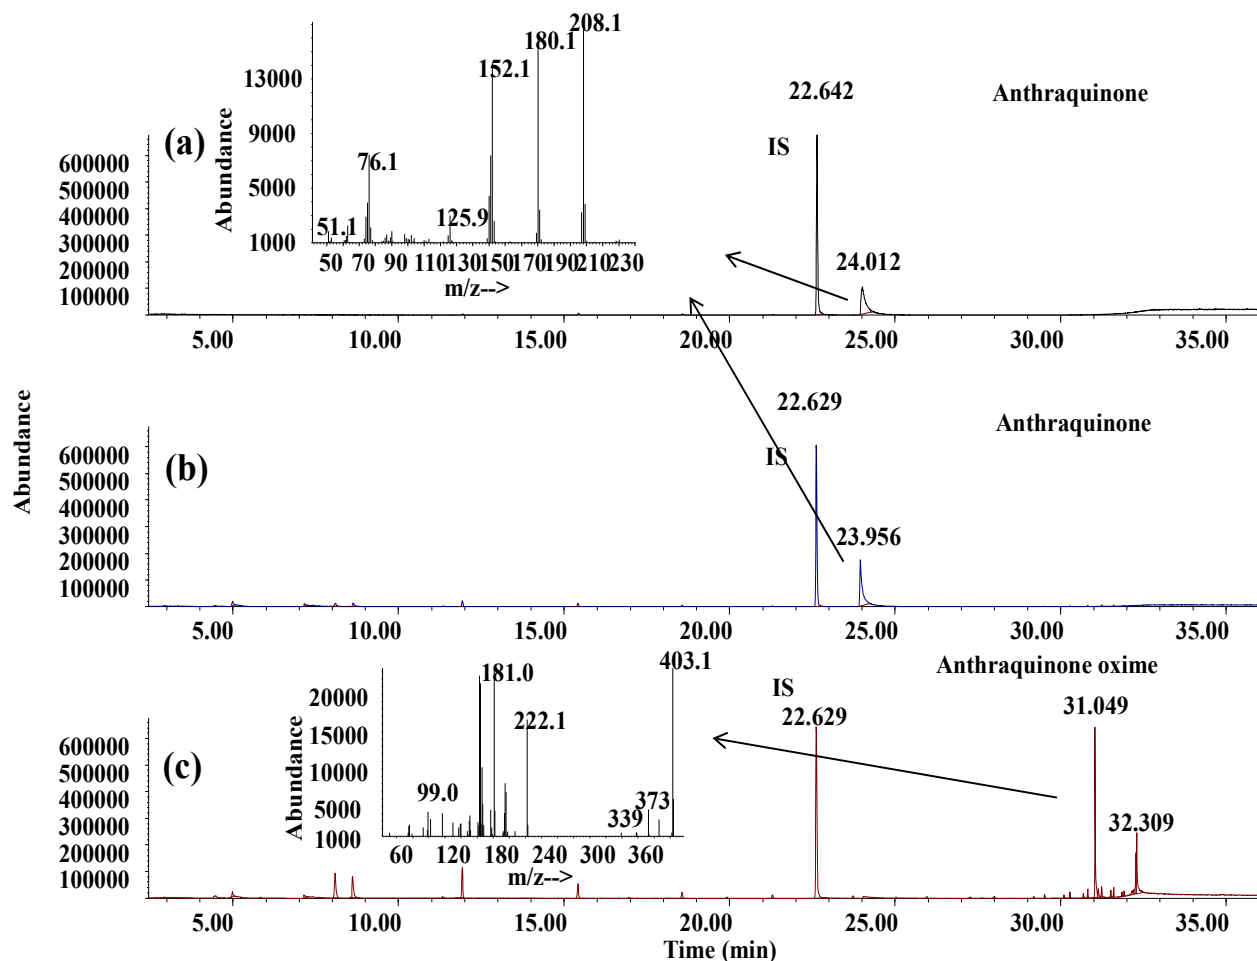 208.1
180.1
152.1
13000
22.642
Anthraquinone
9000
(a)
IS
600000
76.1
500000
5000
400000
51.1
125.9
300000
1000
24.012
200000
50 70 90 110 130 150 170 190 210 230
100000
m/z-->
Abundance
5.00 10.00 15.00 20.00 25.00 30.00 35.00
22.629
Anthraquinone
(b)
IS
600000
500000
400000
23.956
300000
200000
100000
Abundance
5.00 10.00 15.00 20.00 25.00 30.00 35.00
403.1
Anthraquinone oxime
181.0
20000
IS
31.049
222.1
22.629
15000
600000
(c)
500000
10000
400000
99.0
373
300000
5000
339
32.309
200000
1000
60 120 180 240 300 360
100000
m/z-->
Abundance
5.00 10.00 15.00 20.00 25.00 30.00 35.00
Time (min)